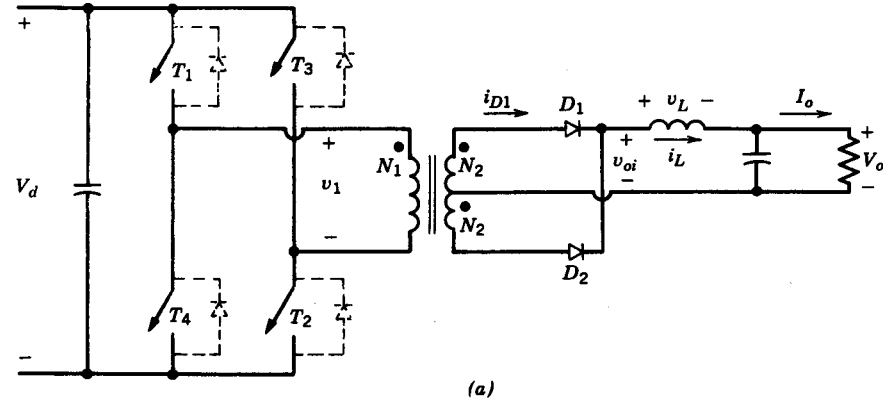 +
T₁
T₃
i_D1
D₁
+ v_L −
I_o
+
−
V_d
+
v₁
−
N₁
N₂
N₂
+
v_oi
−
i_L
+
V_o
−
D₂
T₄
T₂
−
(a)